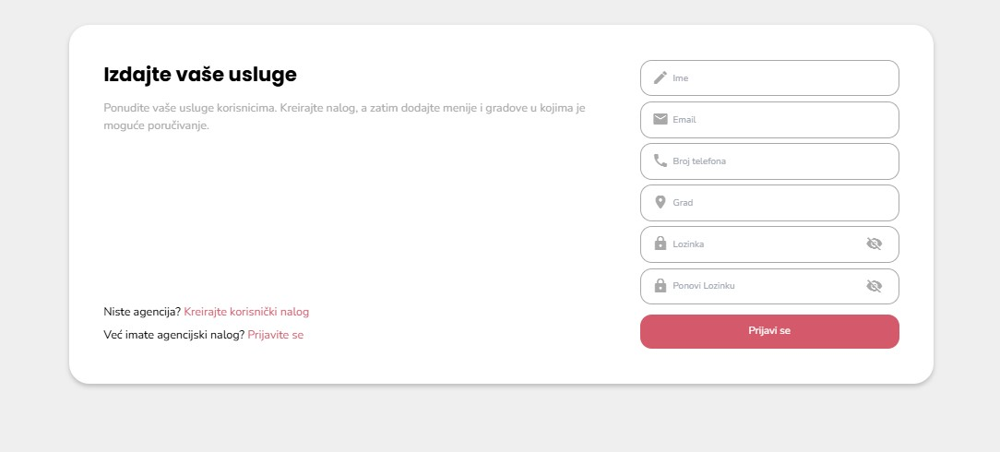 Izdajte vaše usluge
Ponudite vaše usluge korisnicima. Kreirajte nalog, a zatim dodajte menije i gradove u kojima je
moguće poručivanje.
Niste agencija? Kreirajte korisnički nalog
Već imate agencijski nalog? Prijavite se
Ime
Email
Broj telefona
Grad
Lozinka
Ponovi Lozinku
Prijavi se